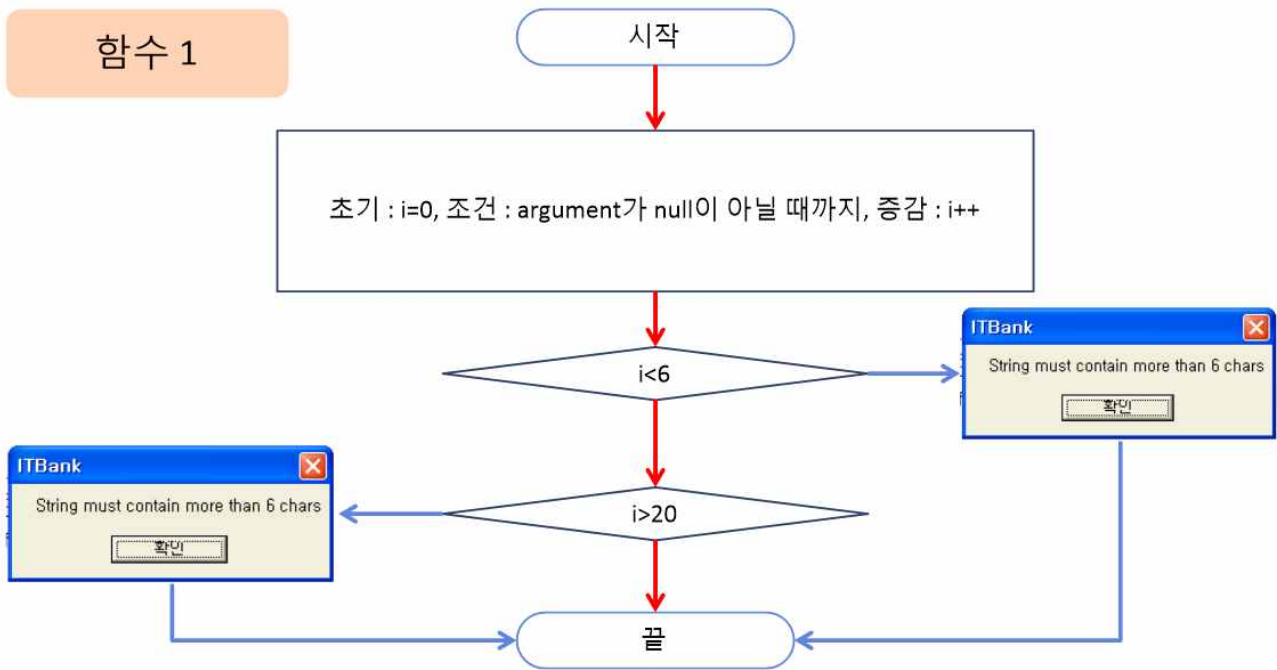 함수 1
시작
초기 : i=0, 조건 : argument가 null이 아닐 때까지, 증감 : i++
i<6
ITBank
String must contain more than 6 chars
확인
i>20
ITBank
String must contain more than 6 chars
확인
끝